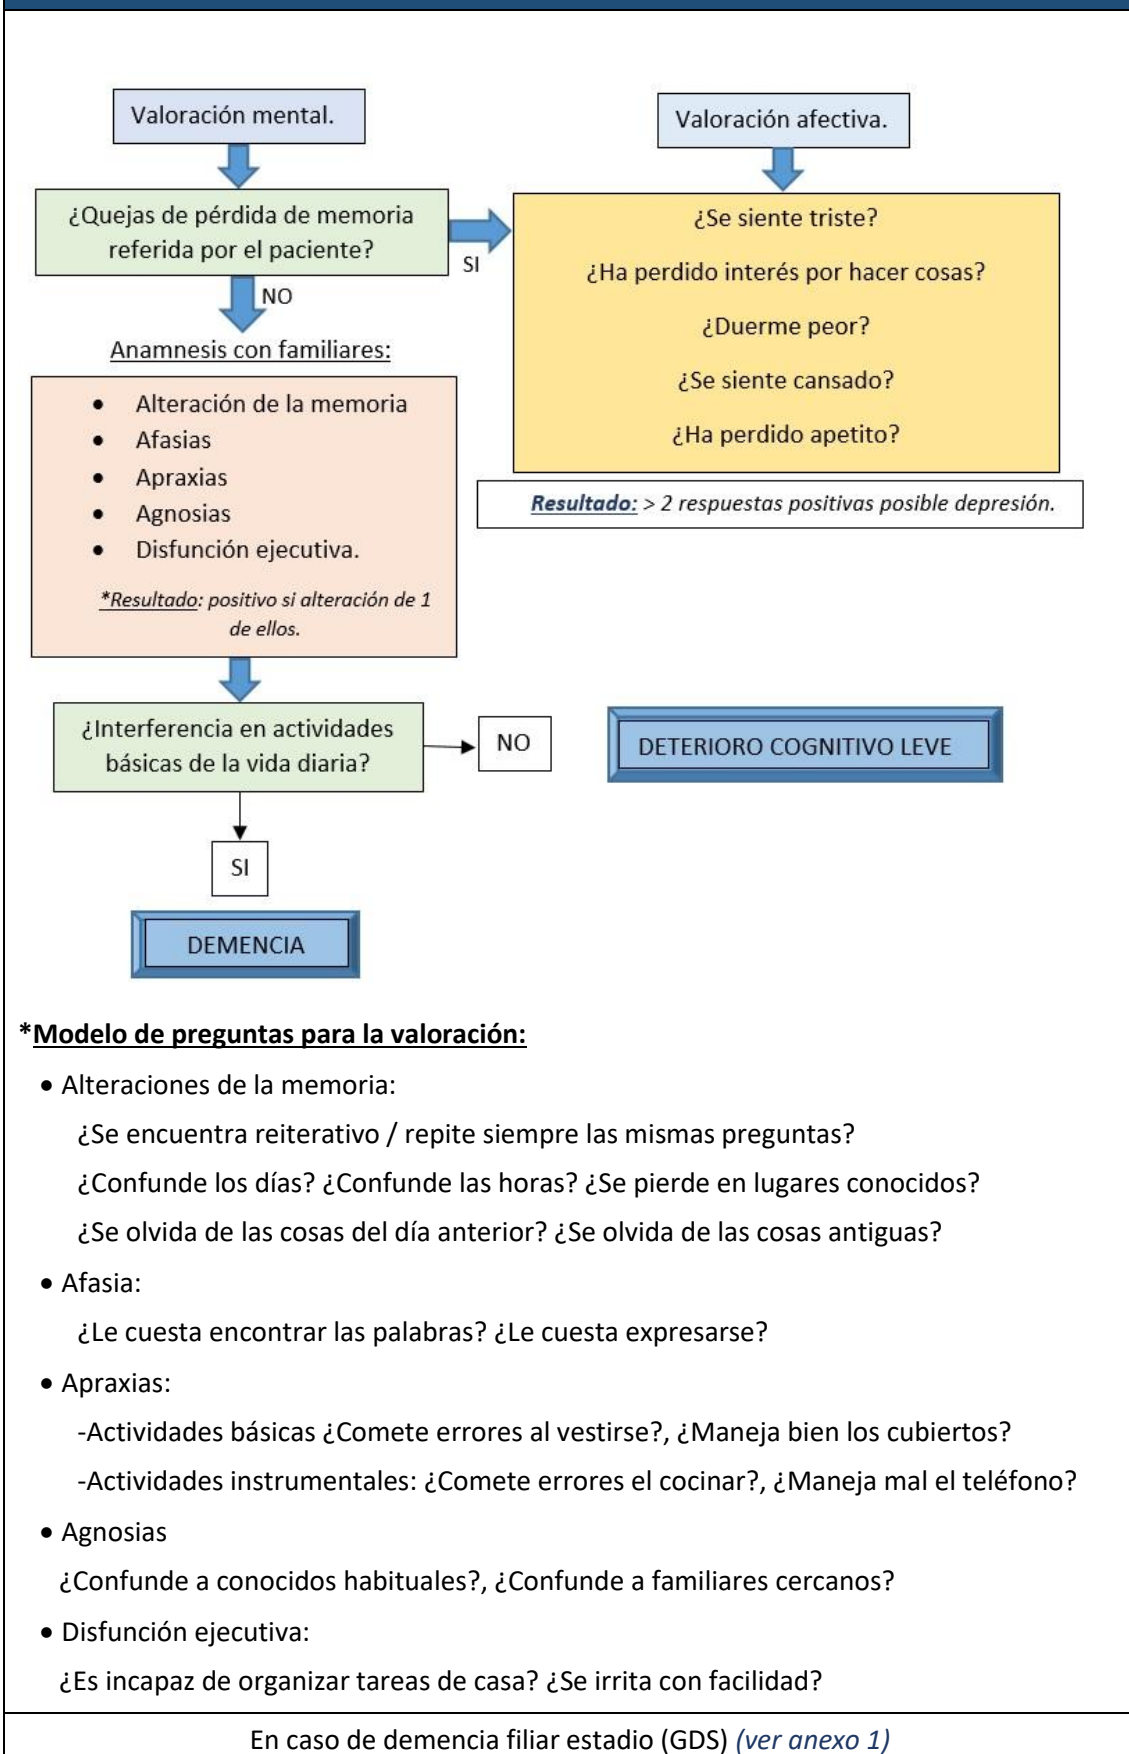 Valoración mental.
¿Quejas de pérdida de memoria
referida por el paciente?
SI
NO
Valoración afectiva.
¿Se siente triste?
¿Ha perdido interés por hacer cosas?
¿Duerme peor?
¿Se siente cansado?
¿Ha perdido apetito?
Resultado: > 2 respuestas positivas posible depresión.
Anamnesis con familiares:
• Alteración de la memoria
• Afasias
• Apraxias
• Agnosias
• Disfunción ejecutiva.
*Resultado: positivo si alteración de 1
de ellos.
¿Interferencia en actividades
básicas de la vida diaria?
NO
DETERIORO COGNITIVO LEVE
SI
DEMENCIA
*Modelo de preguntas para la valoración:
• Alteraciones de la memoria:
¿Se encuentra reiterativo / repite siempre las mismas preguntas?
¿Confunde los días? ¿Confunde las horas? ¿Se pierde en lugares conocidos?
¿Se olvida de las cosas del día anterior? ¿Se olvida de las cosas antiguas?
• Afasia:
¿Le cuesta encontrar las palabras? ¿Le cuesta expresarse?
• Apraxias:
-Actividades básicas ¿Comete errores al vestirse?, ¿Maneja bien los cubiertos?
-Actividades instrumentales: ¿Comete errores el cocinar?, ¿Maneja mal el teléfono?
• Agnosias
¿Confunde a conocidos habituales?, ¿Confunde a familiares cercanos?
• Disfunción ejecutiva:
¿Es incapaz de organizar tareas de casa? ¿Se irrita con facilidad?
En caso de demencia filiar estadio (GDS) (ver anexo 1)